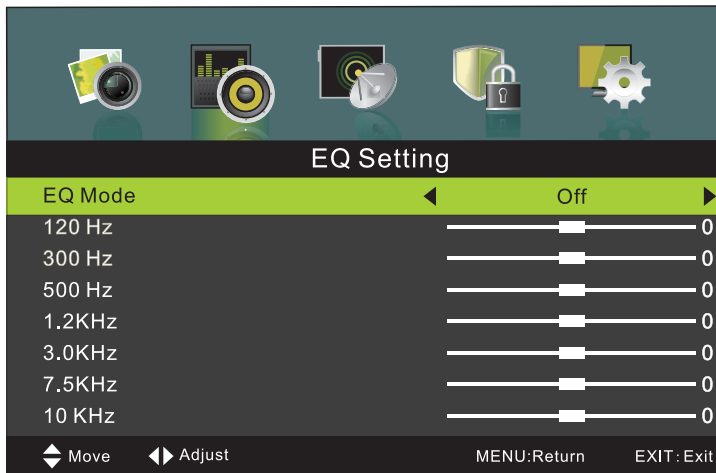 EQ Setting
EQ Mode Off
120 Hz 0
300 Hz 0
500 Hz 0
1.2KHz 0
3.0KHz 0
7.5KHz 0
10 KHz 0
Move Adjust MENU:Return EXIT:Exit